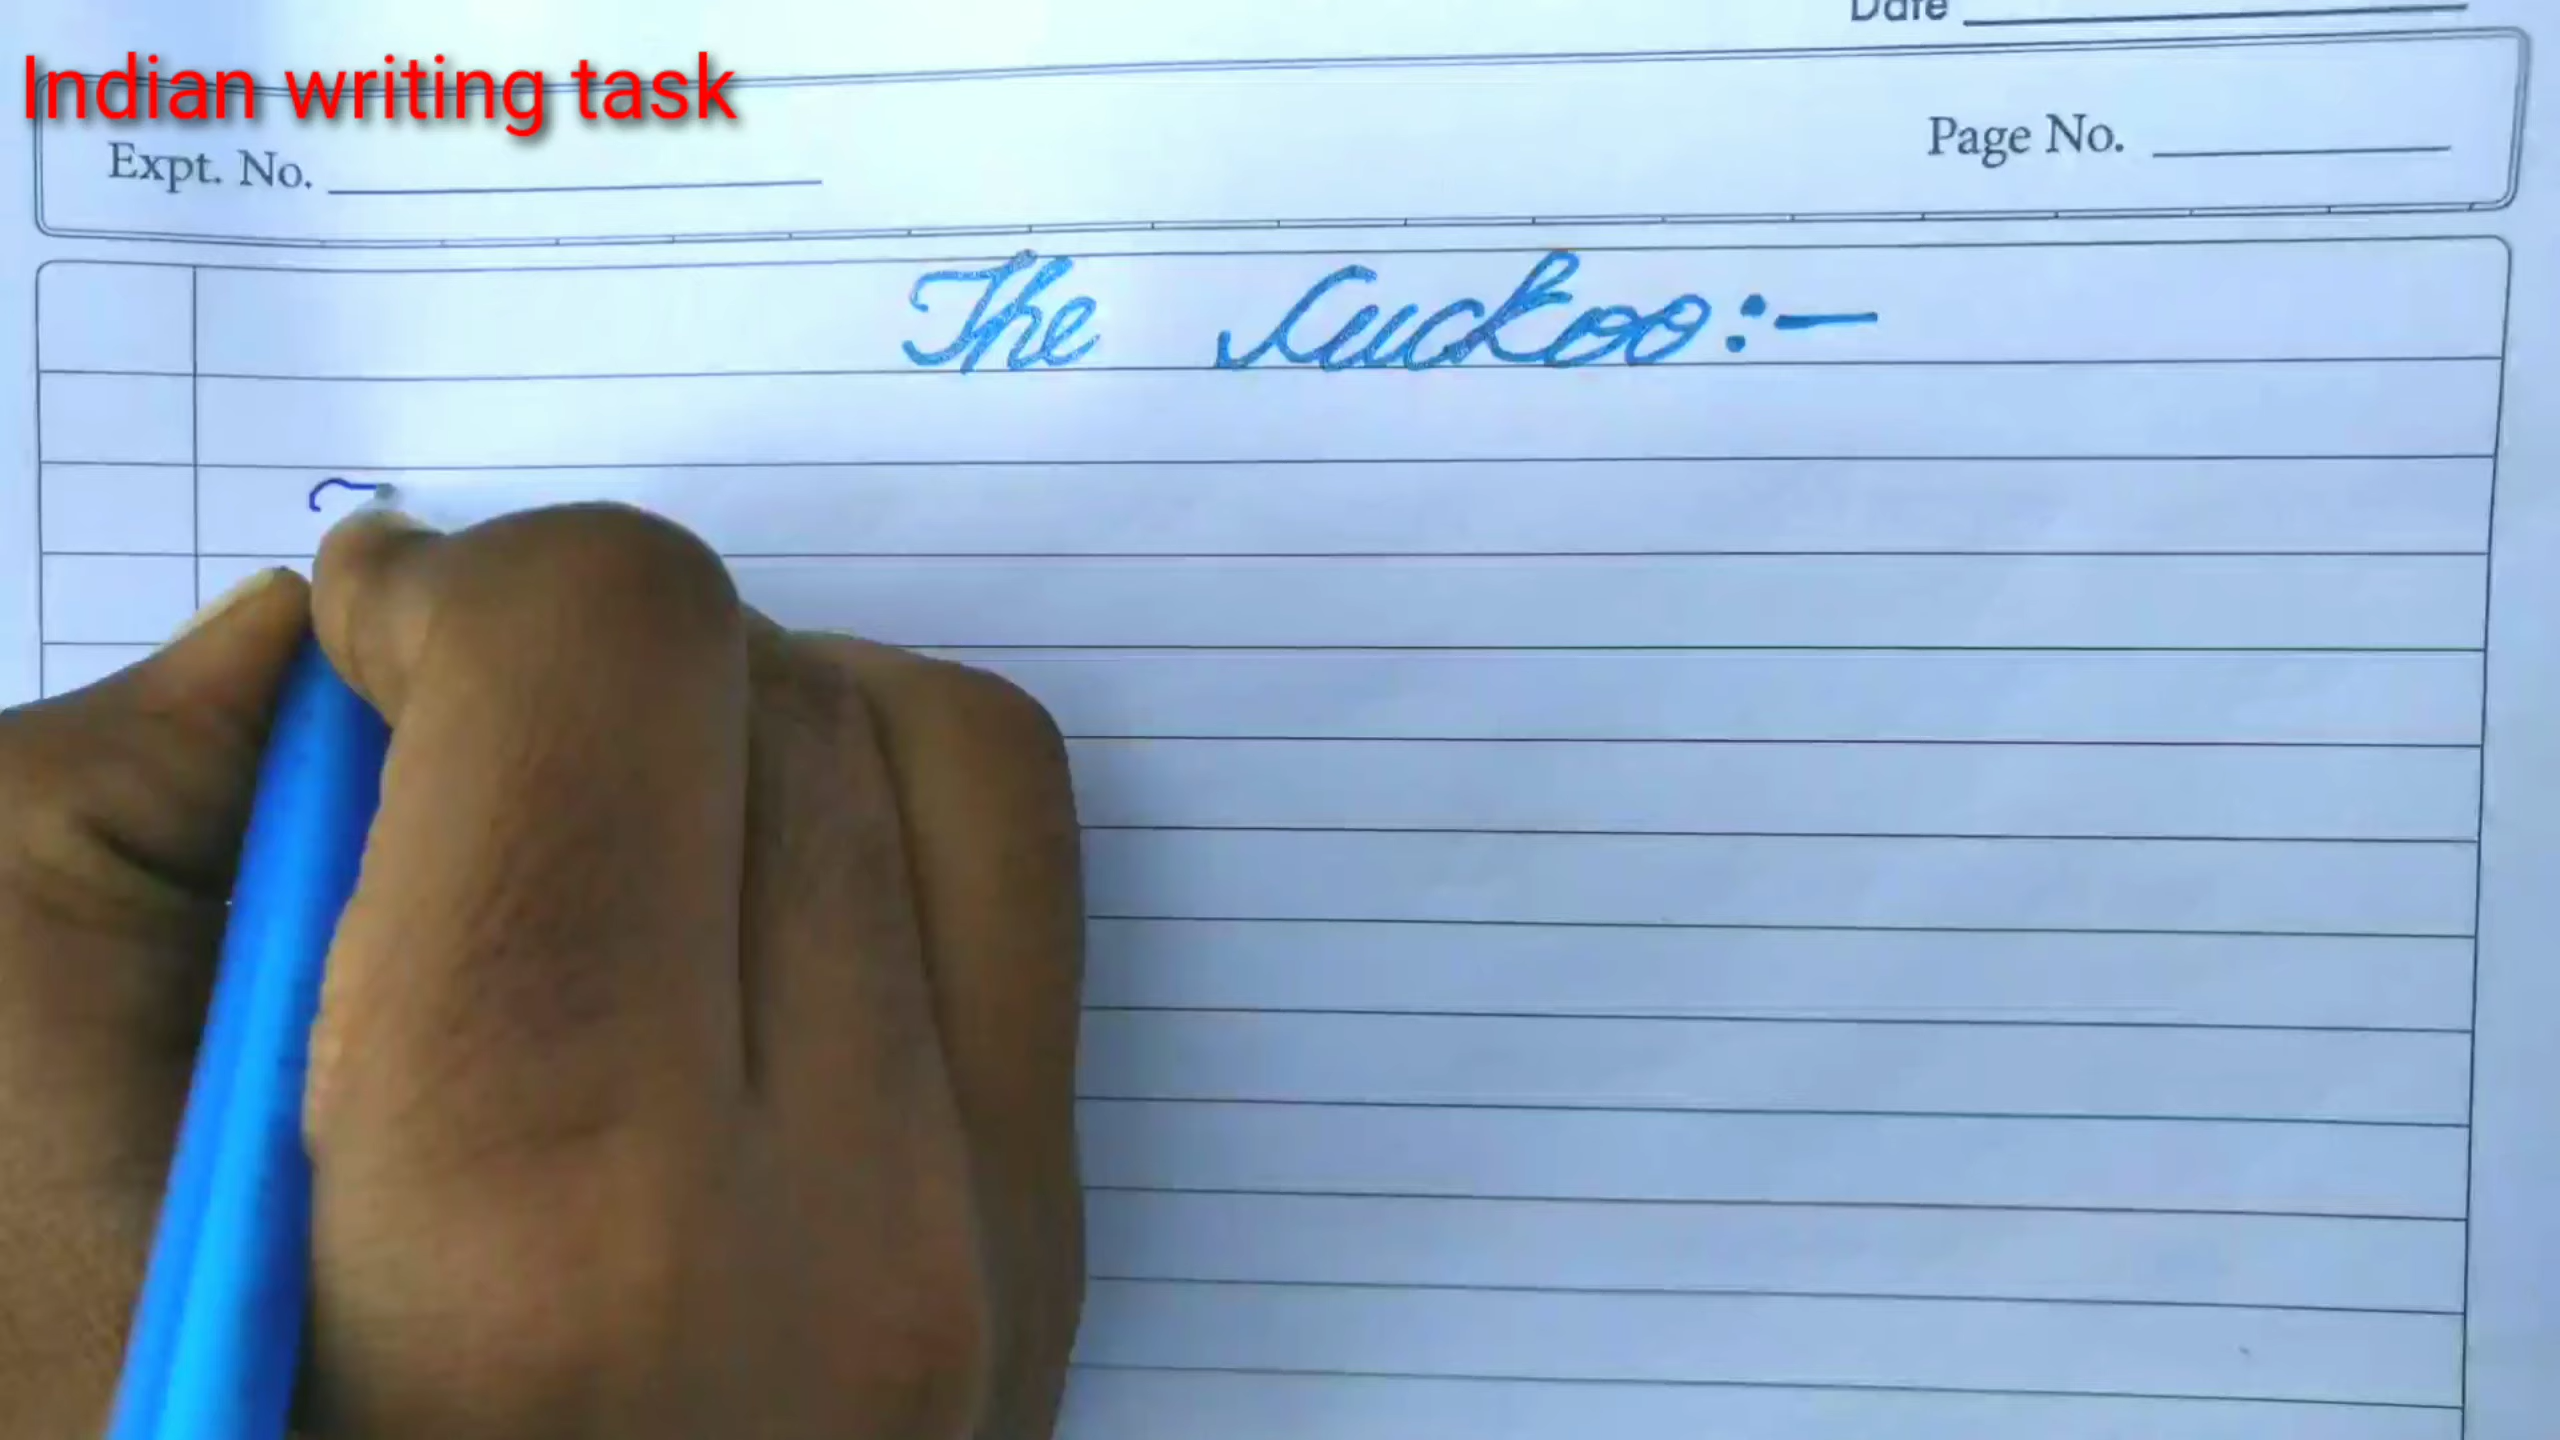 Date
Indian writing task
Page No.
Expt. No.
The Cuckoo:-